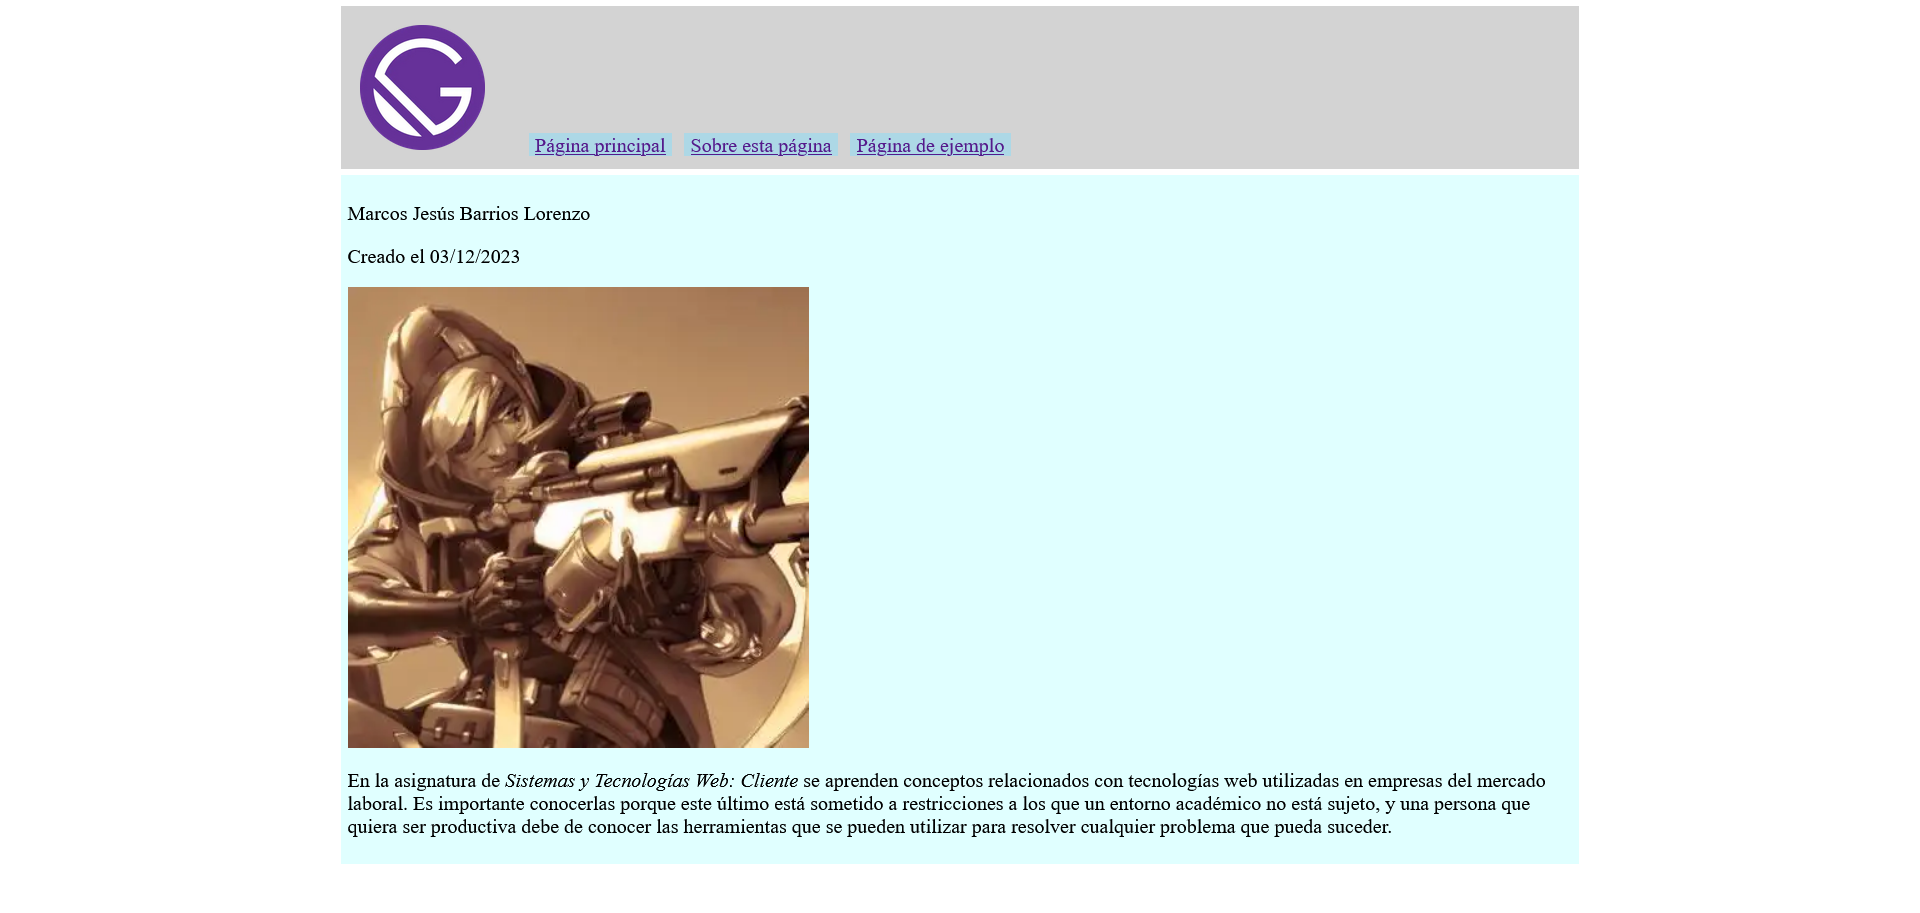 Página principal Sobre esta página Página de ejemplo
Marcos Jesús Barrios Lorenzo
Creado el 03/12/2023
En la asignatura de Sistemas y Tecnologías Web: Cliente se aprenden conceptos relacionados con tecnologías web utilizadas en empresas del mercado
laboral. Es importante conocerlas porque este último está sometido a restricciones a los que un entorno académico no está sujeto, y una persona que
quiera ser productiva debe de conocer las herramientas que se pueden utilizar para resolver cualquier problema que pueda suceder.